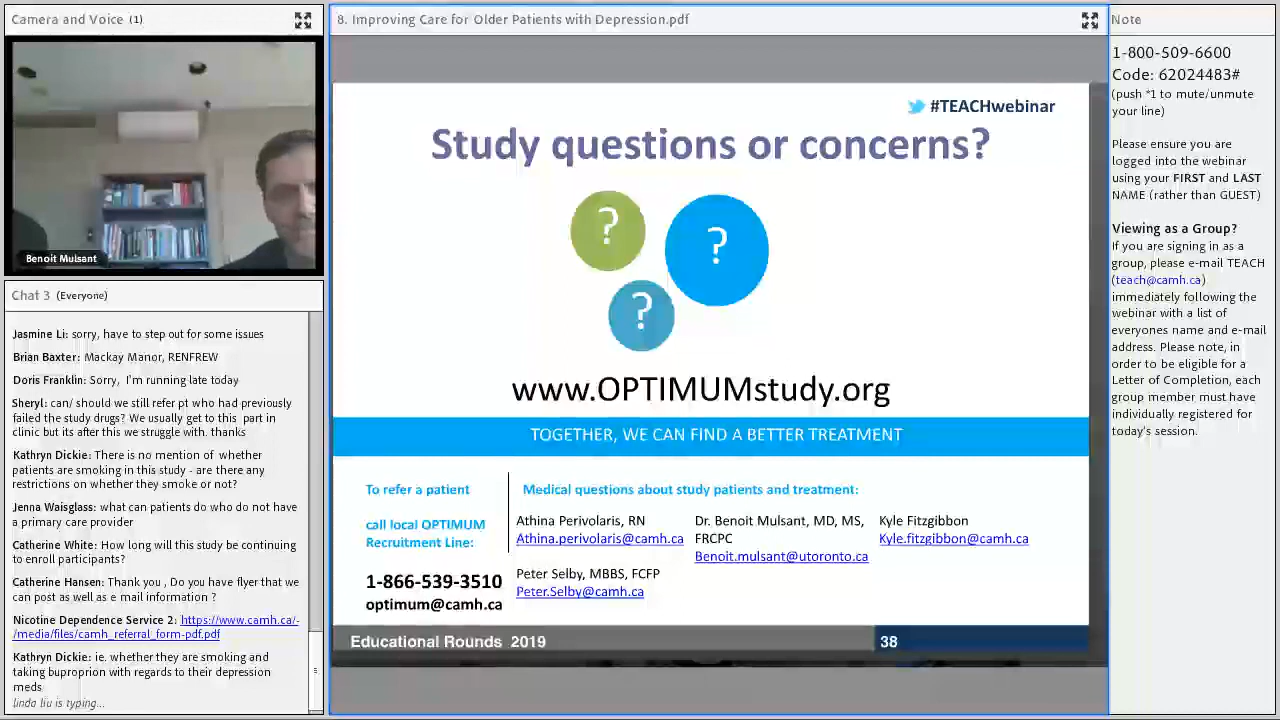 Camera and Voice (1)
Benoit Mulsant
Chat 3 (Everyone)
Jasmine Li: sorry, have to step out for some issues
Brian Baxter: Mackay Manor, RENFREW
Doris Franklin: Sorry, I'm running late today
Sheryl: can/ should we still refer pt who had previously
failed the study drugs? We usually get to this part in
clinic but its after this we struggle with. thanks
Kathryn Dickie: There is no mention of whether
patients are smoking in this study - are there any
restrictions on whether they smoke or not?
Jenna Waisglass: what can patients do who do not have
a primary care provider
Catherine White: How long will this study be continuing
to enroll participants?
Catherine Hansen: Thank you , Do you have flyer that we
can post as well as e mail information ?
Nicotine Dependence Service 2: https://www.camh.ca/-
/media/files/camh_referral_form-pdf.pdf
Kathryn Dickie: ie. whether they are smoking and
taking buproprion with regards to their depression
meds
linda liu is typing...
8. Improving Care for Older Patients with Depression.pdf
#TEACHwebinar
Study questions or concerns?
?
?
?
www.OPTIMUMstudy.org
TOGETHER, WE CAN FIND A BETTER TREATMENT
To refer a patient
call local OPTIMUM
Recruitment Line:
1-866-539-3510
optimum@camh.ca
Medical questions about study patients and treatment:
Athina Perivolaris, RN
Athina.perivolaris@camh.ca
Peter Selby, MBBS, FCFP
Peter.Selby@camh.ca
Dr. Benoit Mulsant, MD, MS,
FRCPC
Benoit.mulsant@utoronto.ca
Kyle Fitzgibbon
Kyle.fitzgibbon@camh.ca
Educational Rounds 2019
38
Note
1-800-509-6600
Code: 62024483#
(push *1 to mute/unmute
your line)
Please ensure you are
logged into the webinar
using your FIRST and LAST
NAME (rather than GUEST)
Viewing as a Group?
If you are signing in as a
group, please e-mail TEACH
(teach@camh.ca)
immediately following the
webinar with a list of
everyones name and e-mail
address. Please note, in
order to be eligible for a
Letter of Completion, each
group member must have
individually registered for
today's session.